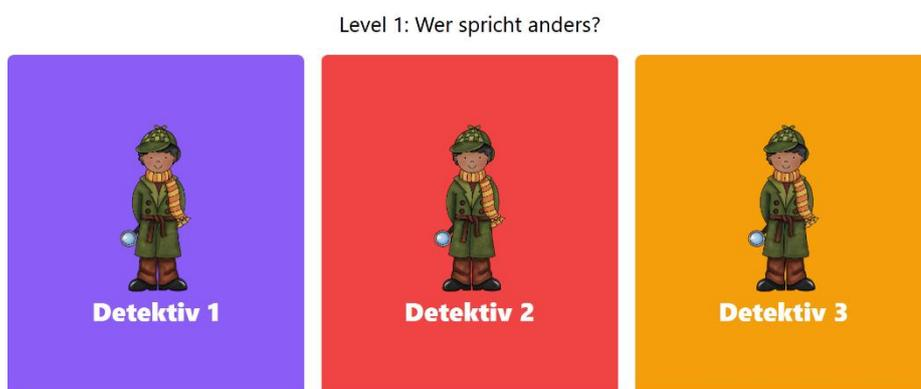 Level 1: Wer spricht anders?
Detektiv 1
Detektiv 2
Detektiv 3